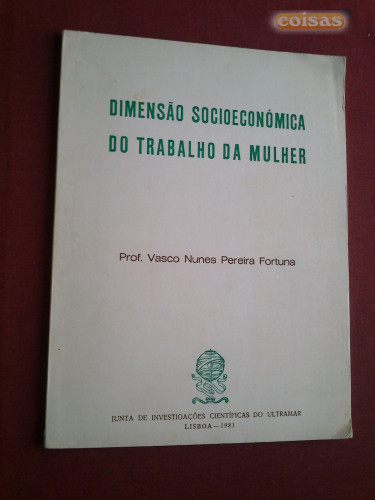 coisas
DIMENSÃO SOCIOECONÓMICA
DO TRABALHO DA MULHER
Prof. Vasco Nunes Pereira Fortuna
JUNTA DE INVESTIGAÇÕES CIENTÍFICAS DO ULTRAMAR
LISBOA — 1981